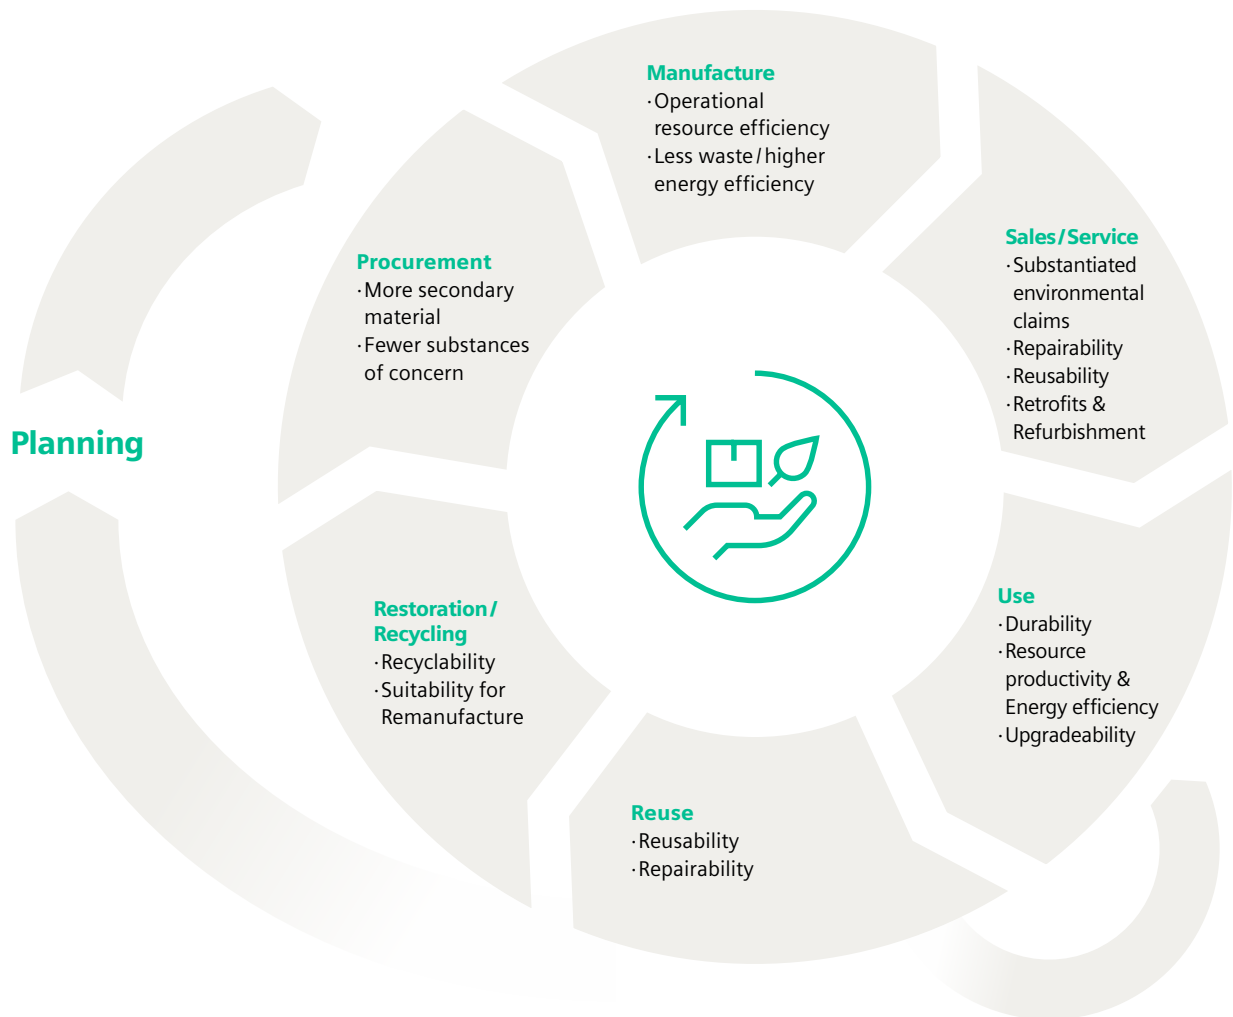 Manufacture
·Operational
resource efficiency
·Less waste/higher
energy efficiency
Sales/Service
·Substantiated
environmental
claims
·Repairability
·Reusability
·Retrofits &
Refurbishment
Procurement
·More secondary
material
·Fewer substances
of concern
Planning
Use
·Durability
·Resource
productivity &
Energy efficiency
·Upgradeability
Restoration/
Recycling
·Recyclability
·Suitability for
Remanufacture
Reuse
·Reusability
·Repairability